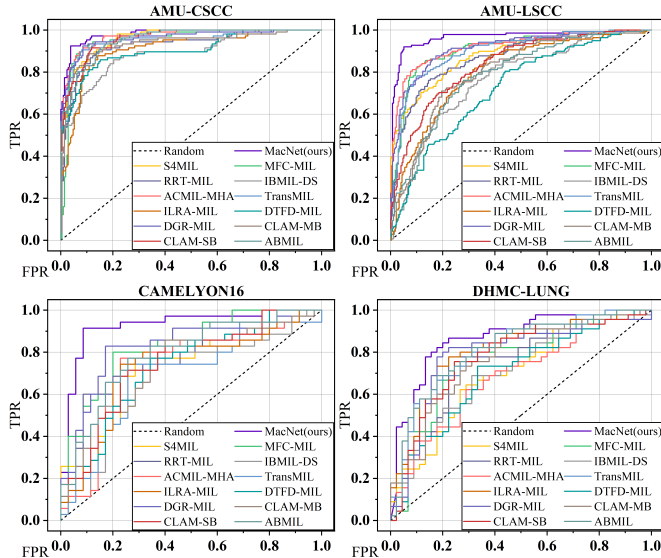 AMU-CSCC
1.0
0.8
0.6
TPR
0.4
0.2
0.0
Random MacNet(ours)
S4MIL MFC-MIL
RRT-MIL IBMIL-DS
ACMIL-MHA TransMIL
ILRA-MIL DTFD-MIL
DGR-MIL CLAM-MB
CLAM-SB ABMIL
FPR 0.0 0.2 0.4 0.6 0.8 1.0
AMU-LSCC
1.0
0.8
0.6
TPR
0.4
0.2
0.0
Random MacNet(ours)
S4MIL MFC-MIL
RRT-MIL IBMIL-DS
ACMIL-MHA TransMIL
ILRA-MIL DTFD-MIL
DGR-MIL CLAM-MB
CLAM-SB ABMIL
FPR 0.0 0.2 0.4 0.6 0.8 1.0
CAMELYON16
1.0
0.8
0.6
TPR
0.4
0.2
0.0
Random MacNet(ours)
S4MIL MFC-MIL
RRT-MIL IBMIL-DS
ACMIL-MHA TransMIL
ILRA-MIL DTFD-MIL
DGR-MIL CLAM-MB
CLAM-SB ABMIL
FPR 0.0 0.2 0.4 0.6 0.8 1.0
DHMC-LUNG
1.0
0.8
0.6
TPR
0.4
0.2
0.0
Random MacNet(ours)
S4MIL MFC-MIL
RRT-MIL IBMIL-DS
ACMIL-MHA TransMIL
ILRA-MIL DTFD-MIL
DGR-MIL CLAM-MB
CLAM-SB ABMIL
FPR 0.0 0.2 0.4 0.6 0.8 1.0